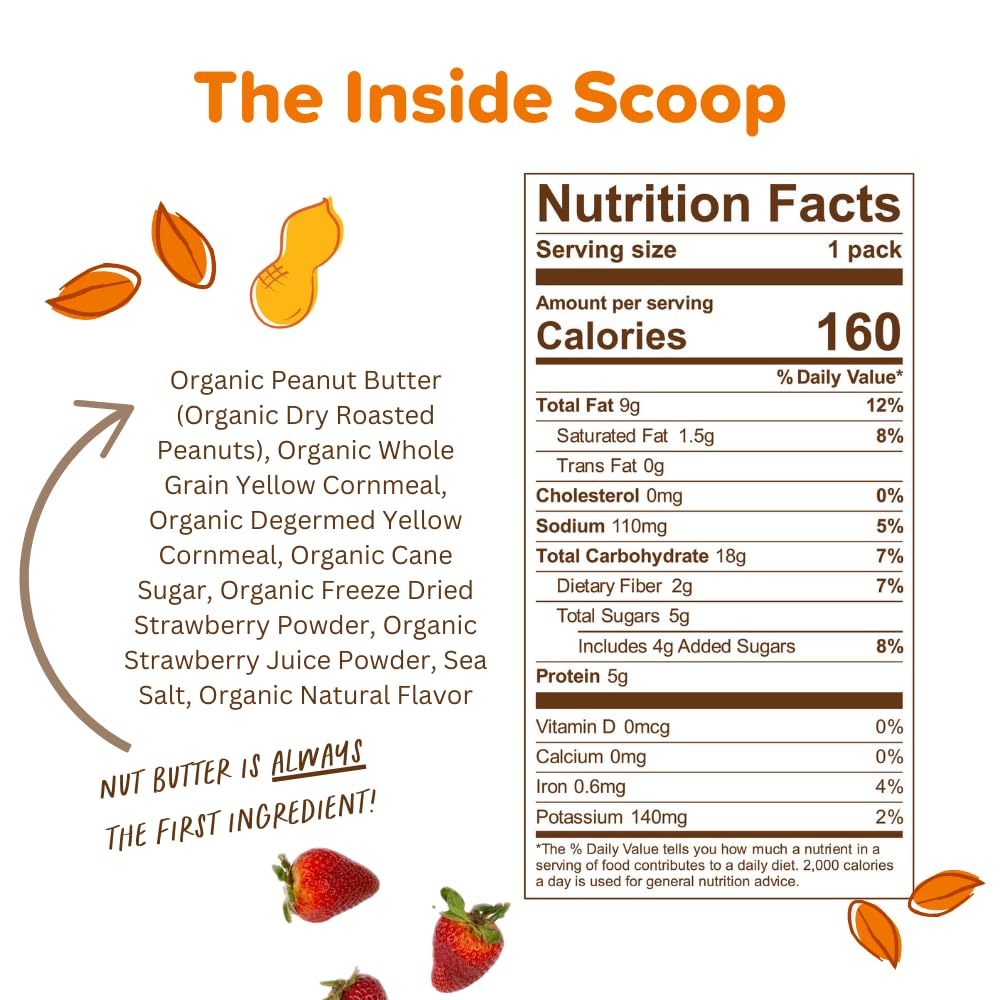 The Inside Scoop
Organic Peanut Butter
(Organic Dry Roasted
Peanuts), Organic Whole
Grain Yellow Cornmeal,
Organic Degermed Yellow
Cornmeal, Organic Cane
Sugar, Organic Freeze Dried
Strawberry Powder, Organic
Strawberry Juice Powder, Sea
Salt, Organic Natural Flavor
NUT BUTTER IS ALWAYS
THE FIRST INGREDIENT!
Nutrition Facts
Serving size 1 pack
Amount per serving
Calories 160
% Daily Value*
Total Fat 9g 12%
Saturated Fat 1.5g 8%
Trans Fat 0g
Cholesterol 0mg 0%
Sodium 110mg 5%
Total Carbohydrate 18g 7%
Dietary Fiber 2g 7%
Total Sugars 5g
Includes 4g Added Sugars 8%
Protein 5g
Vitamin D 0mcg 0%
Calcium 0mg 0%
Iron 0.6mg 4%
Potassium 140mg 2%
*The % Daily Value tells you how much a nutrient in a
serving of food contributes to a daily diet. 2,000 calories
a day is used for general nutrition advice.